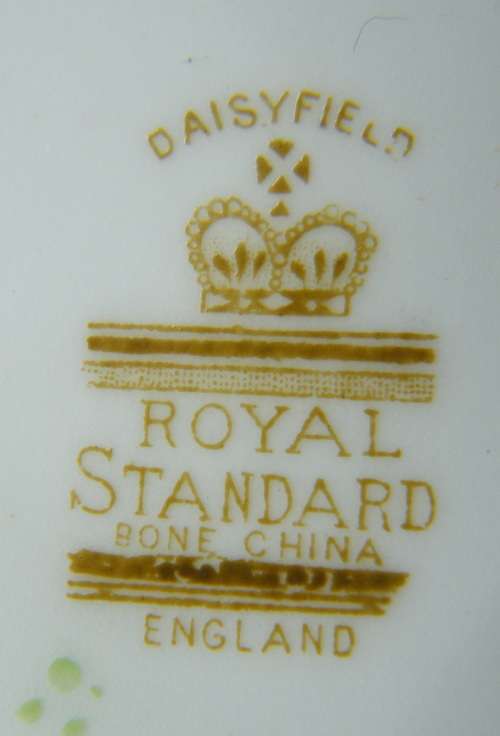 DAISYFIELD
ROYAL
STANDARD
BONE CHINA
ENGLAND